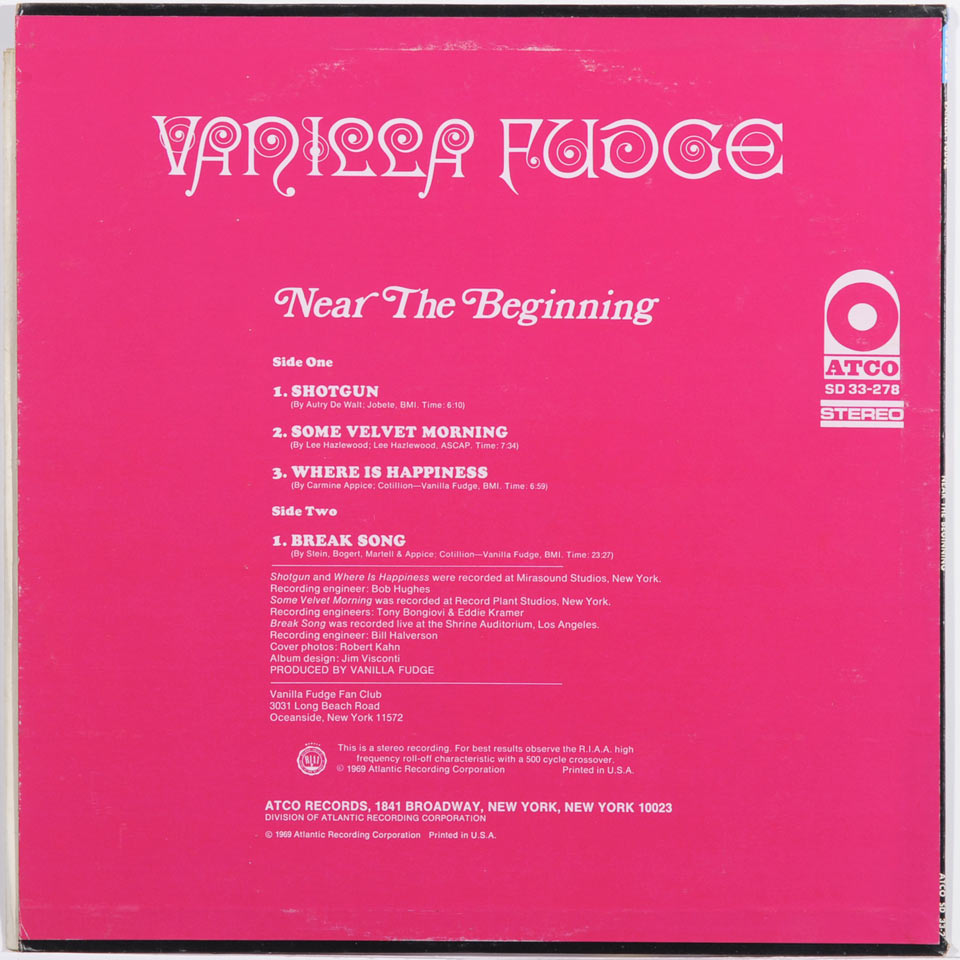 VANILLA FUDGE
Near The Beginning
ATCO
SD 33-278
STEREO
Side One
1. SHOTGUN
(By Autry De Walt; Jobete, BMI. Time: 6:10)
2. SOME VELVET MORNING
(By Lee Hazlewood; Lee Hazlewood, ASCAP. Time: 7:34)
3. WHERE IS HAPPINESS
(By Carmine Appice; Cotillion—Vanilla Fudge, BMI. Time: 6:59)
Side Two
1. BREAK SONG
(By Stein, Bogert, Martell & Appice; Cotillion—Vanilla Fudge, BMI. Time: 23:27)
Shotgun and Where Is Happiness were recorded at Mirasound Studios, New York.
Recording engineer: Bob Hughes
Some Velvet Morning was recorded at Record Plant Studios, New York.
Recording engineers: Tony Bongiovi & Eddie Kramer
Break Song was recorded live at the Shrine Auditorium, Los Angeles.
Recording engineer: Bill Halverson
Cover photos: Robert Kahn
Album design: Jim Visconti
PRODUCED BY VANILLA FUDGE
Vanilla Fudge Fan Club
3031 Long Beach Road
Oceanside, New York 11572
This is a stereo recording. For best results observe the R.I.A.A. high
frequency roll-off characteristic with a 500 cycle crossover.
© 1969 Atlantic Recording Corporation Printed in U.S.A.
ATCO RECORDS, 1841 BROADWAY, NEW YORK, NEW YORK 10023
DIVISION OF ATLANTIC RECORDING CORPORATION
© 1969 Atlantic Recording Corporation Printed in U.S.A.
NEAR THE BEGINNING
ATCO SD 33-2